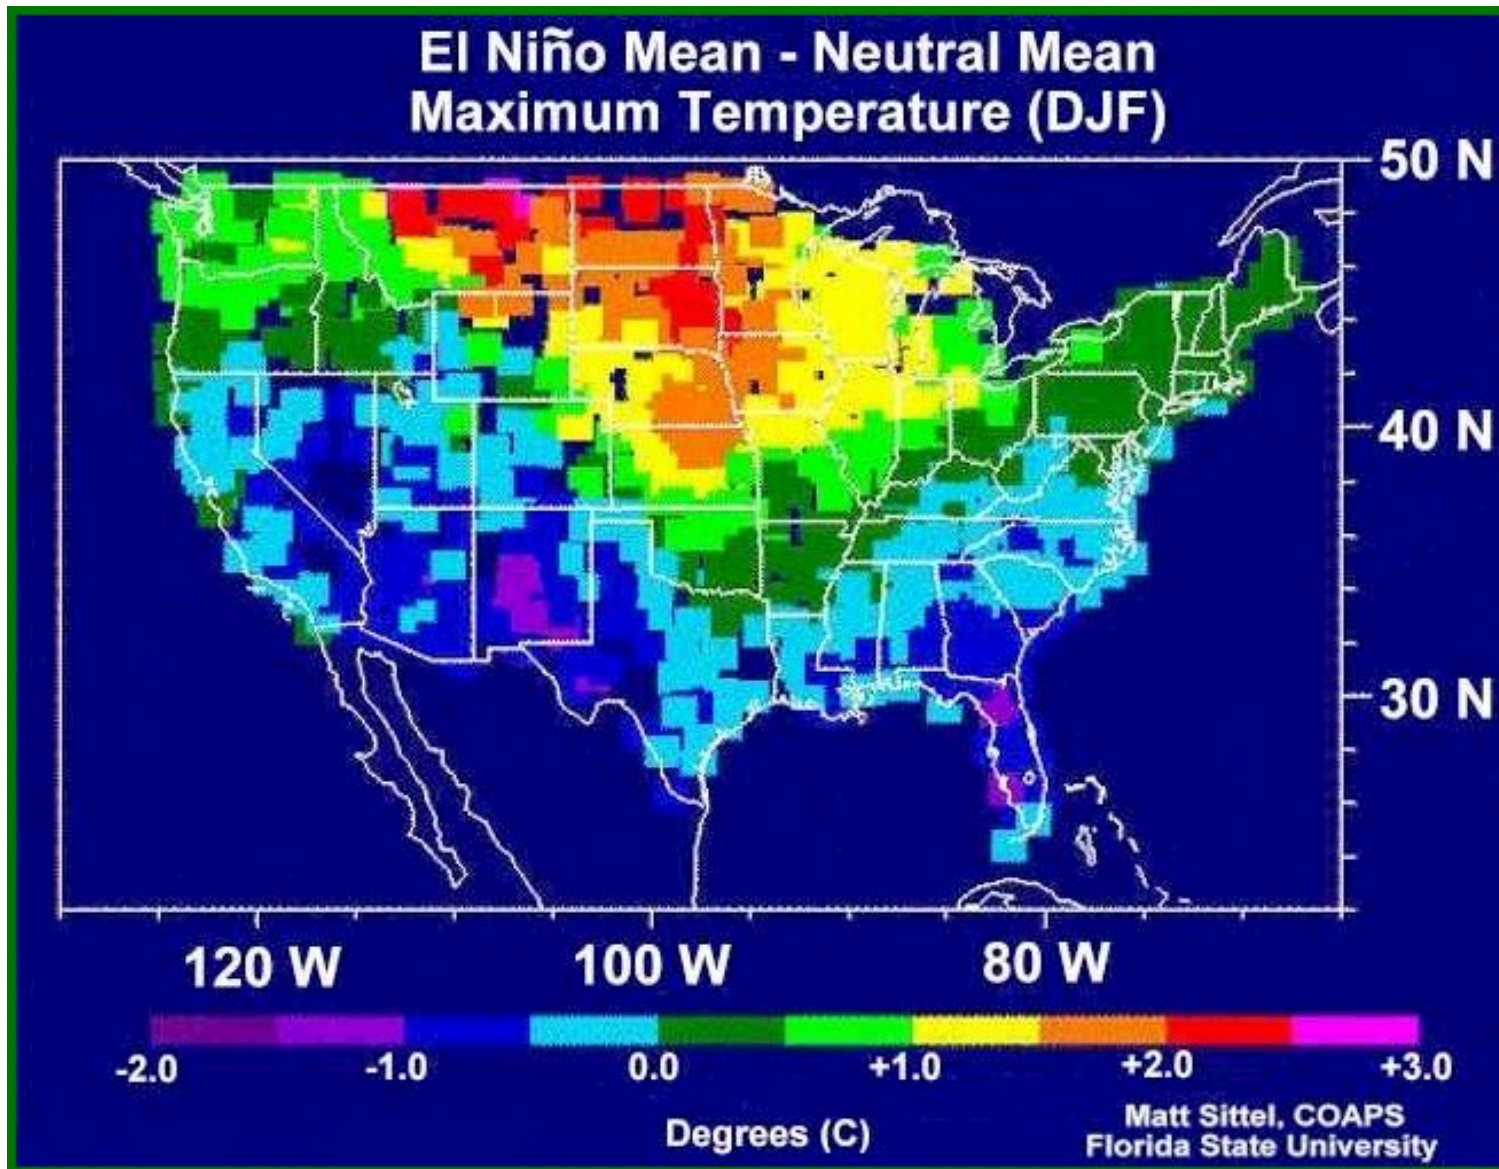 El Niño Mean - Neutral Mean
Maximum Temperature (DJF)
50 N
40 N
30 N
120 W 100 W 80 W
-2.0 -1.0 0.0 +1.0 +2.0 +3.0
Degrees (C)
Matt Sittel, COAPS
Florida State University